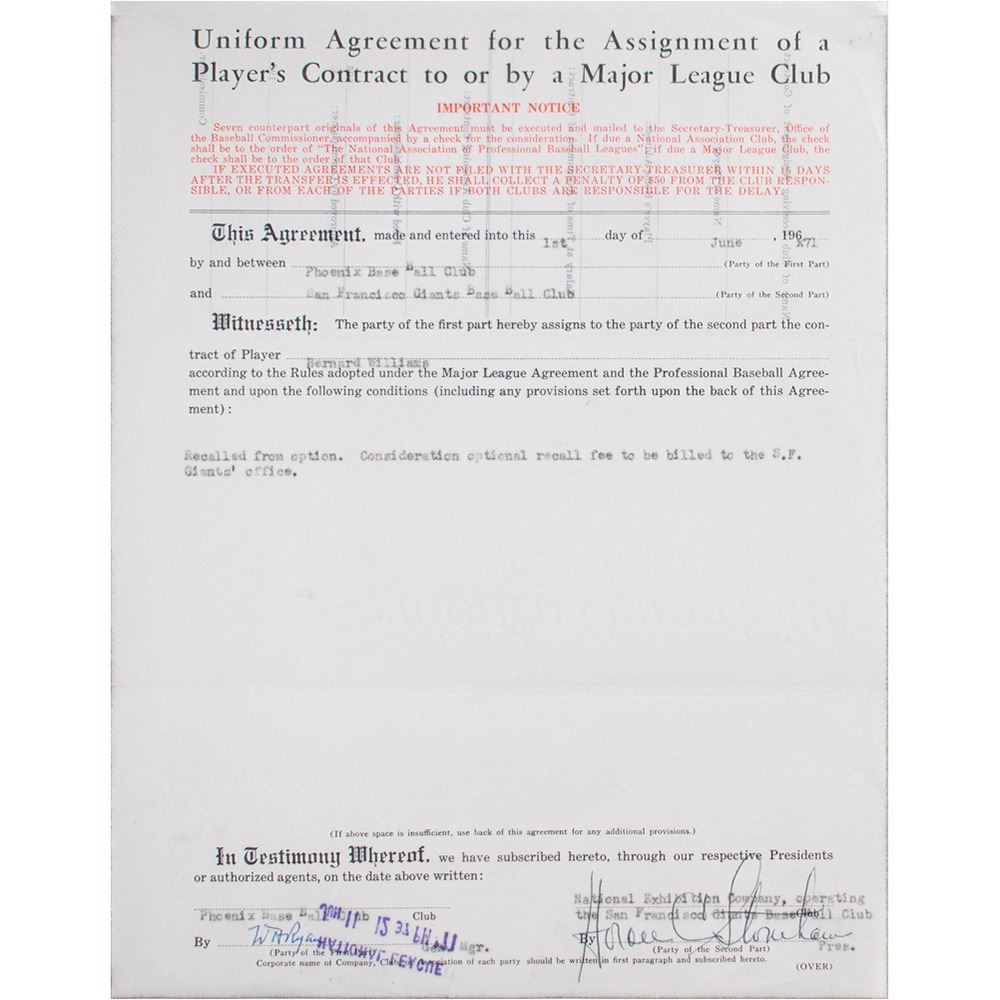 Uniform Agreement for the Assignment of a
Player's Contract to or by a Major League Club
IMPORTANT NOTICE
Seven counterpart originals of this Agreement must be executed and mailed to the Secretary-Treasurer, Office of
the Baseball Commissioner, accompanied by a check for the consideration. If due a National Association Club, the check
shall be to the order of "The National Association of Professional Baseball Leagues"; if due a Major League Club, the
check shall be to the order of that Club.
IF EXECUTED AGREEMENTS ARE NOT FILED WITH THE SECRETARY-TREASURER WITHIN 15 DAYS
AFTER THE TRANSFER IS EFFECTED, HE SHALL COLLECT A PENALTY OF $50 FROM THE CLUB RESPON-
SIBLE, OR FROM EACH OF THE PARTIES IF BOTH CLUBS ARE RESPONSIBLE FOR THE DELAY.
This Agreement, made and entered into this 1st day of June , 196 x71
by and between Phoenix Base Ball Club (Party of the First Part)
and San Francisco Giants Base Ball Club (Party of the Second Part)
Witnesseth: The party of the first part hereby assigns to the party of the second part the con-
tract of Player Bernard Williams
according to the Rules adopted under the Major League Agreement and the Professional Baseball Agree-
ment and upon the following conditions (including any provisions set forth upon the back of this Agree-
ment) :
Recalled from option. Consideration optional recall fee to be billed to the S.F.
Giants' office.
(If above space is insufficient, use back of this agreement for any additional provisions.)
In Testimony Whereof, we have subscribed hereto, through our respective Presidents
or authorized agents, on the date above written:
National Exhibition Company, operating
Phoenix Base Ball Club Club the San Francisco Giants Base Ball Club
By Gen. Mgr. By Horace C Stoneham Pres.
(Party of the First Part) (Party of the Second Part)
Corporate name of Company, Club or Association of each party should be written in first paragraph and subscribed hereto.
(OVER)